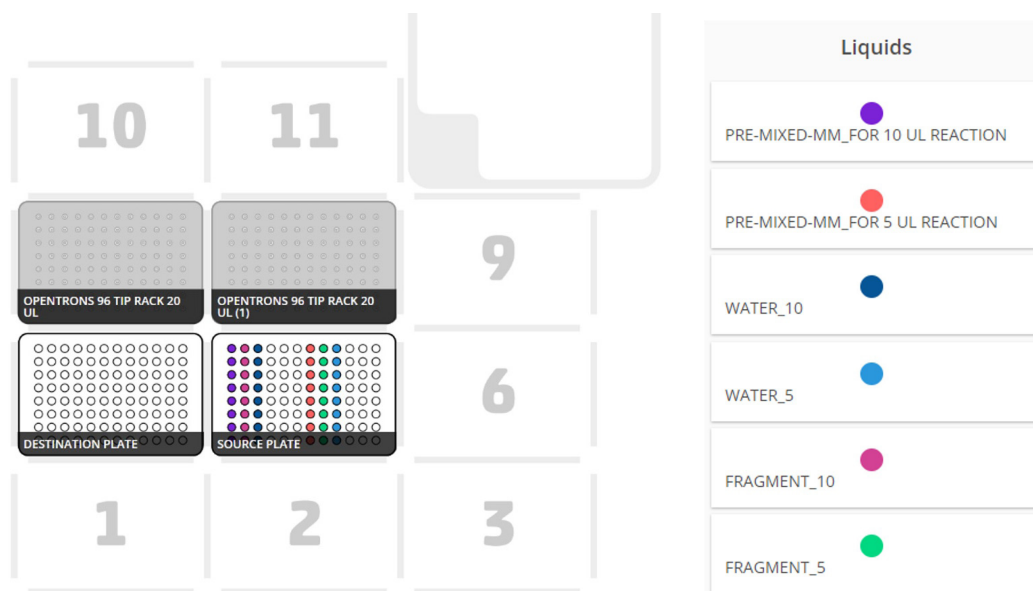 Liquids
10
11
PRE-MIXED-MM_FOR 10 UL REACTION
PRE-MIXED-MM_FOR 5 UL REACTION
OPENTRONS 96 TIP RACK 20
UL
OPENTRONS 96 TIP RACK 20
UL (1)
9
WATER_10
WATER_5
DESTINATION PLATE
SOURCE PLATE
6
FRAGMENT_10
1
2
3
FRAGMENT_5